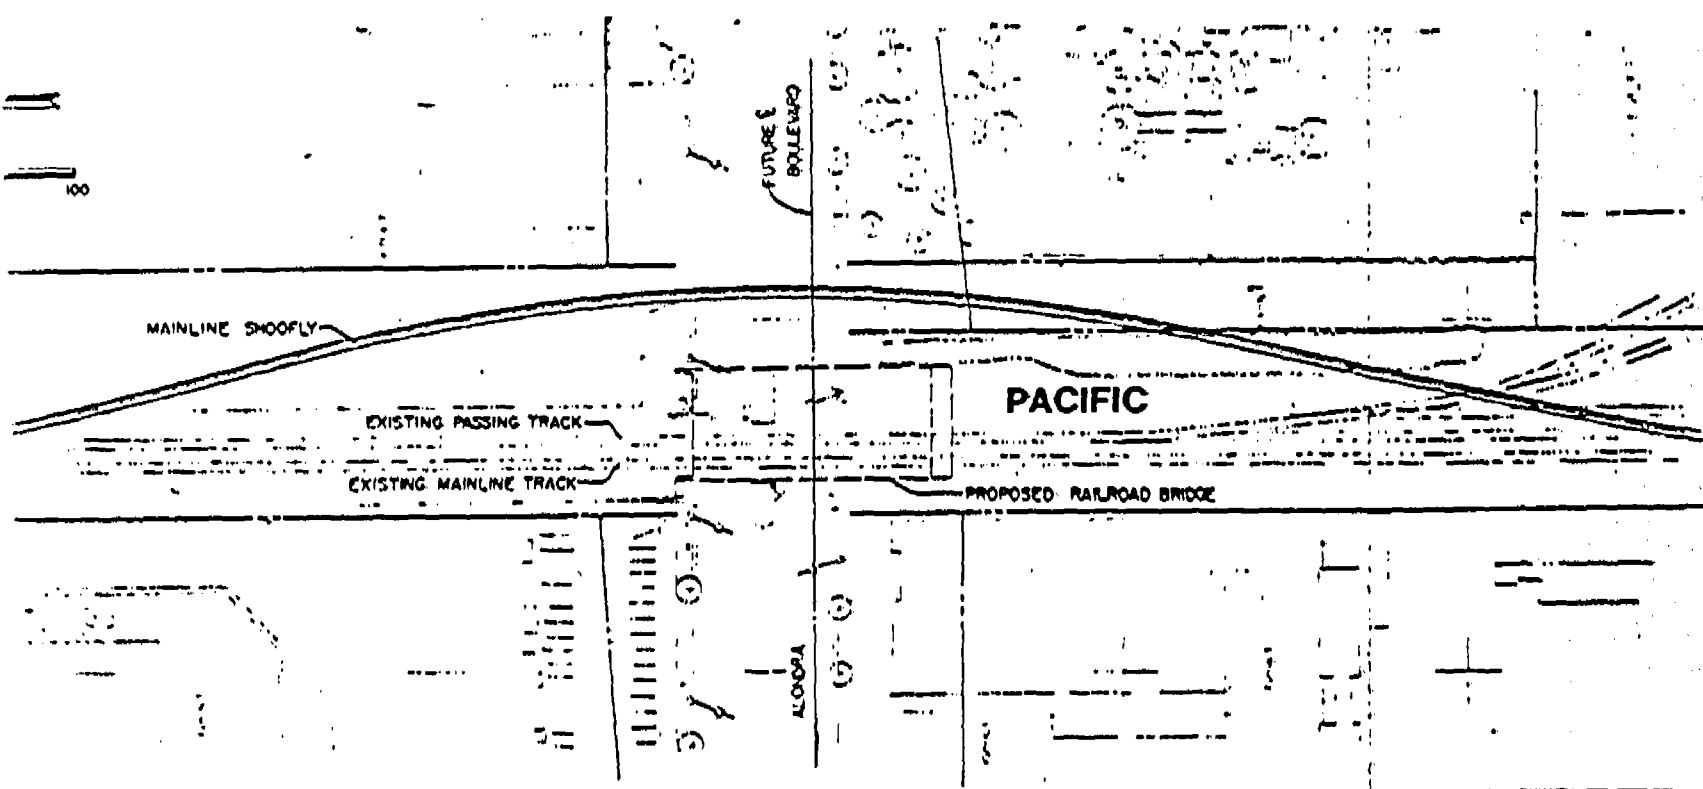 FUTURE ℄
BOULEVARD
100
MAINLINE SHOOFLY
PACIFIC
EXISTING PASSING TRACK
EXISTING MAINLINE TRACK
PROPOSED RAILROAD BRIDGE
ALONDRA